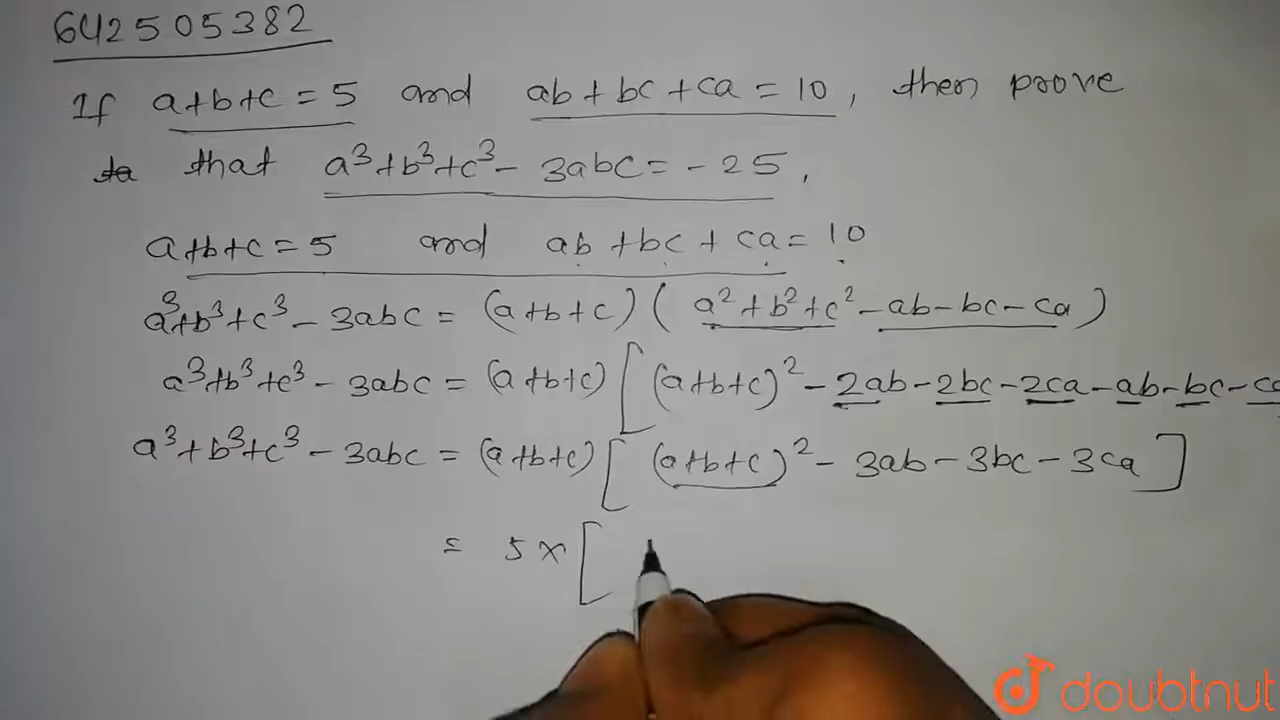 642505382
If a+b+c=5 and ab+bc+ca=10, then prove
that a³+b³+c³-3abc=-25,
a+b+c=5 and ab+bc+ca=10
a³+b³+c³-3abc=(a+b+c)(a²+b²+c²-ab-bc-ca)
a³+b³+c³-3abc=(a+b+c)[(a+b+c)²-2ab-2bc-2ca-ab-bc-ca
a³+b³+c³-3abc=(a+b+c)[(a+b+c)²-3ab-3bc-3ca]
= 5×[
doubtnut